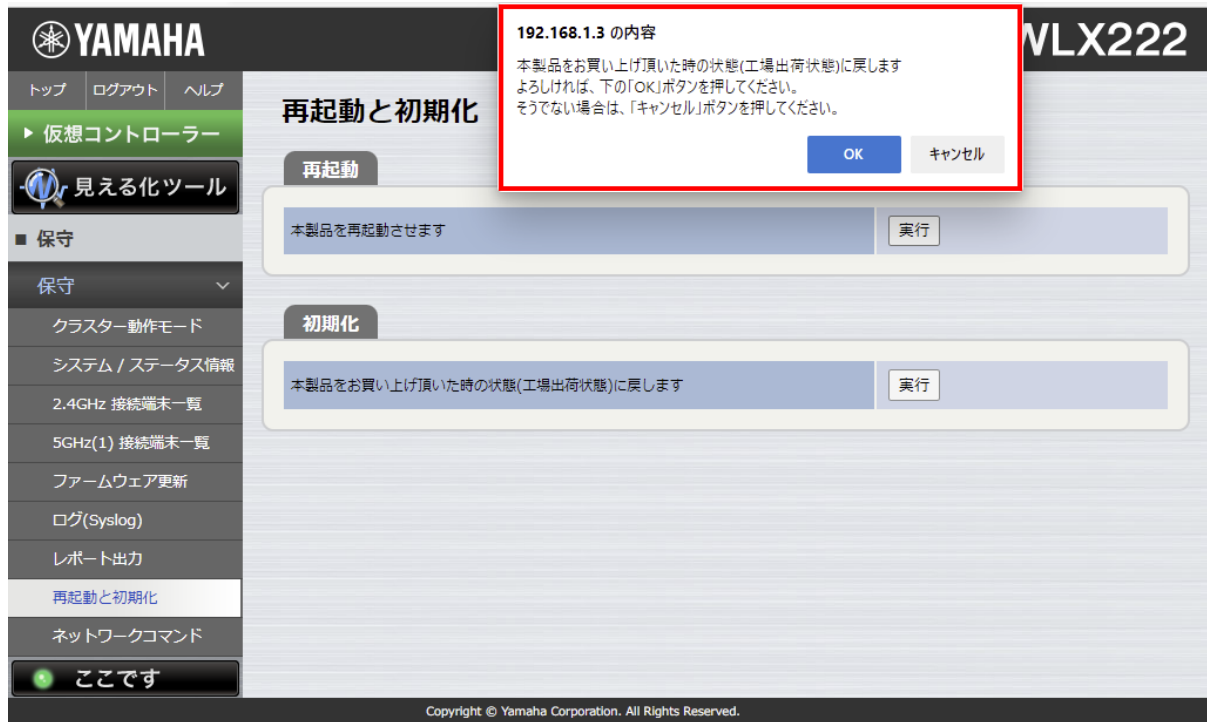 YAMAHA
WLX222
192.168.1.3 の内容
本製品をお買い上げ頂いた時の状態(工場出荷状態)に戻します
よろしければ、下の「OK」ボタンを押してください。
そうでない場合は、「キャンセル」ボタンを押してください。
OK キャンセル
トップ ログアウト ヘルプ
仮想コントローラー
見える化ツール
保守
保守
クラスター動作モード
システム / ステータス情報
2.4GHz 接続端末一覧
5GHz(1) 接続端末一覧
ファームウェア更新
ログ(Syslog)
レポート出力
再起動と初期化
ネットワークコマンド
ここです
再起動と初期化
再起動
本製品を再起動させます 実行
初期化
本製品をお買い上げ頂いた時の状態(工場出荷状態)に戻します 実行
Copyright © Yamaha Corporation. All Rights Reserved.